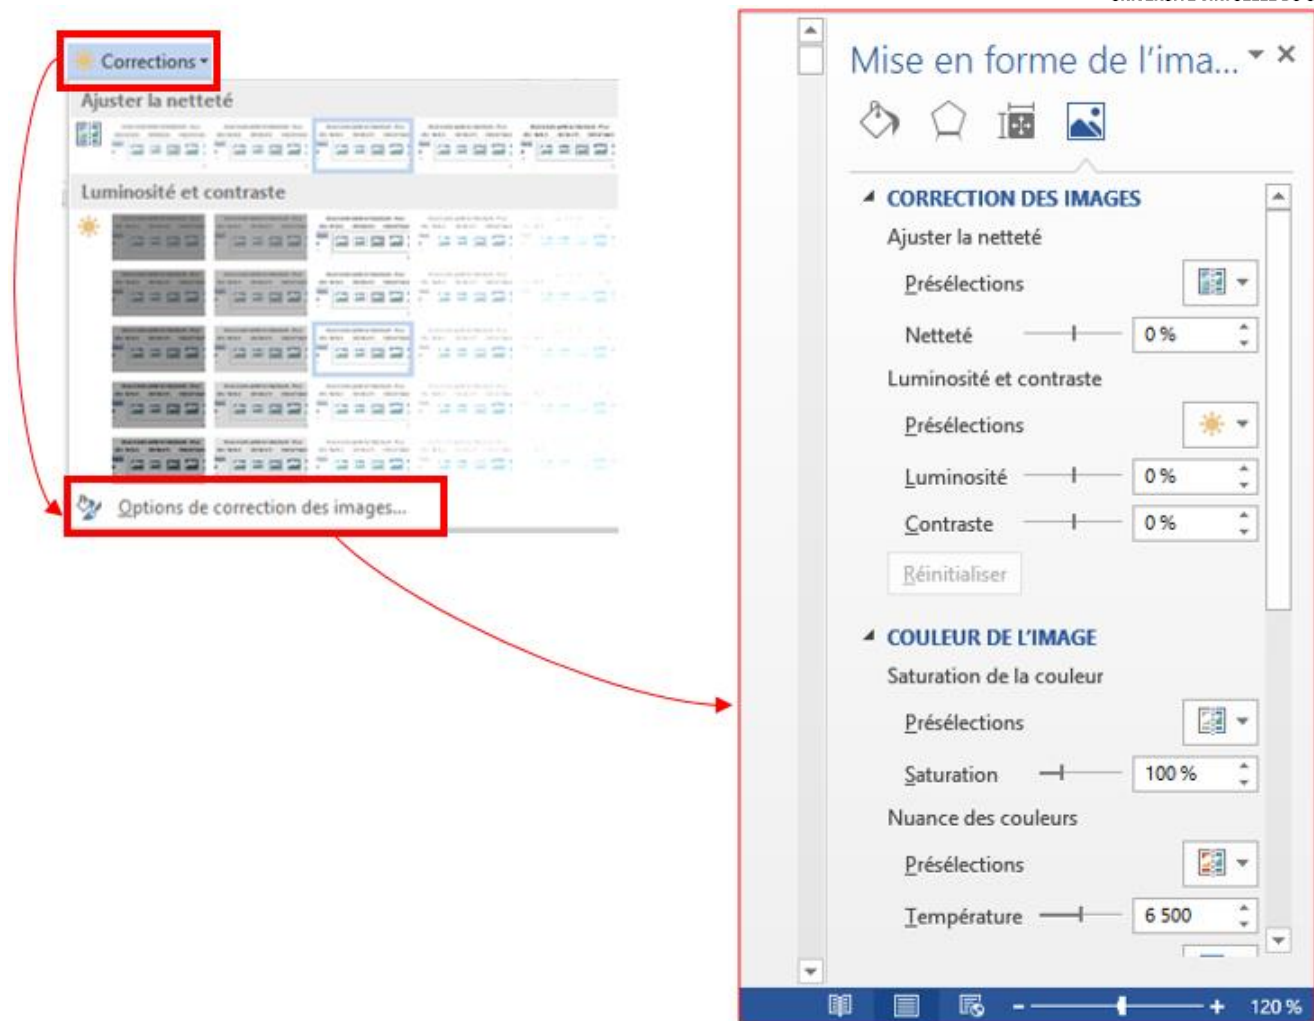 Corrections
Ajuster la netteté
Luminosité et contraste
Options de correction des images...
Mise en forme de l'ima...
CORRECTION DES IMAGES
Ajuster la netteté
Présélections
Netteté 0 %
Luminosité et contraste
Présélections
Luminosité 0 %
Contraste 0 %
Réinitialiser
COULEUR DE L'IMAGE
Saturation de la couleur
Présélections
Saturation 100 %
Nuance des couleurs
Présélections
Température 6 500
- + 120 %